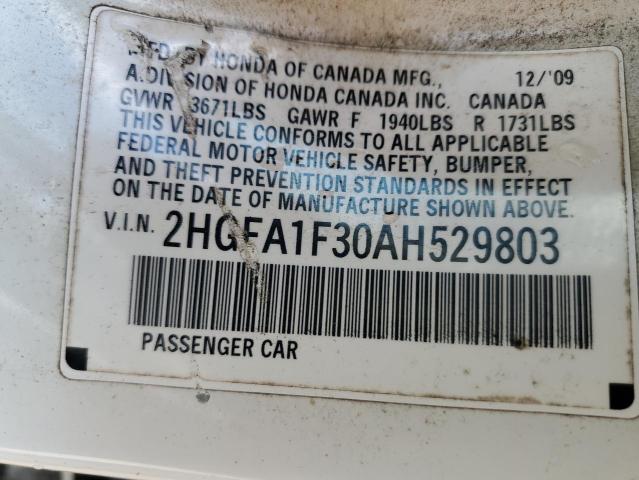 MFD. BY HONDA OF CANADA MFG., 12/'09
A.DIVISION OF HONDA CANADA INC. CANADA
GVWR 3671LBS GAWR F 1940LBS R 1731LBS
THIS VEHICLE CONFORMS TO ALL APPLICABLE
FEDERAL MOTOR VEHICLE SAFETY, BUMPER,
AND THEFT PREVENTION STANDARDS IN EFFECT
ON THE DATE OF MANUFACTURE SHOWN ABOVE.
V.I.N. 2HGFA1F30AH529803
PASSENGER CAR